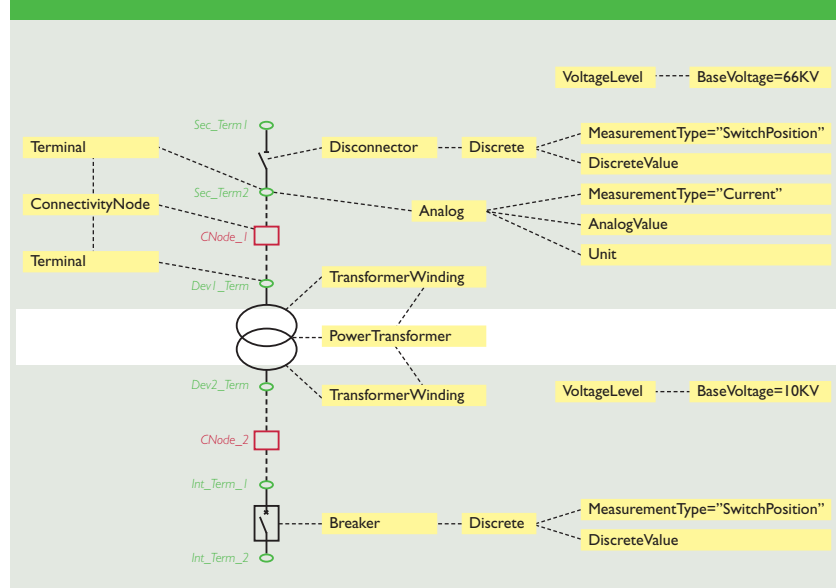 VoltageLevel BaseVoltage=66KV
Sec_Term1
MeasurementType="SwitchPosition"
Terminal Disconnector Discrete
DiscreteValue
Sec_Term2
MeasurementType="Current"
ConnectivityNode Analog
AnalogValue
CNode_1
Unit
Terminal
TransformerWinding
Dev1_Term
PowerTransformer
Dev2_Term
TransformerWinding VoltageLevel BaseVoltage=10KV
CNode_2
Int_Term_1
MeasurementType="SwitchPosition"
Breaker Discrete
DiscreteValue
Int_Term_2